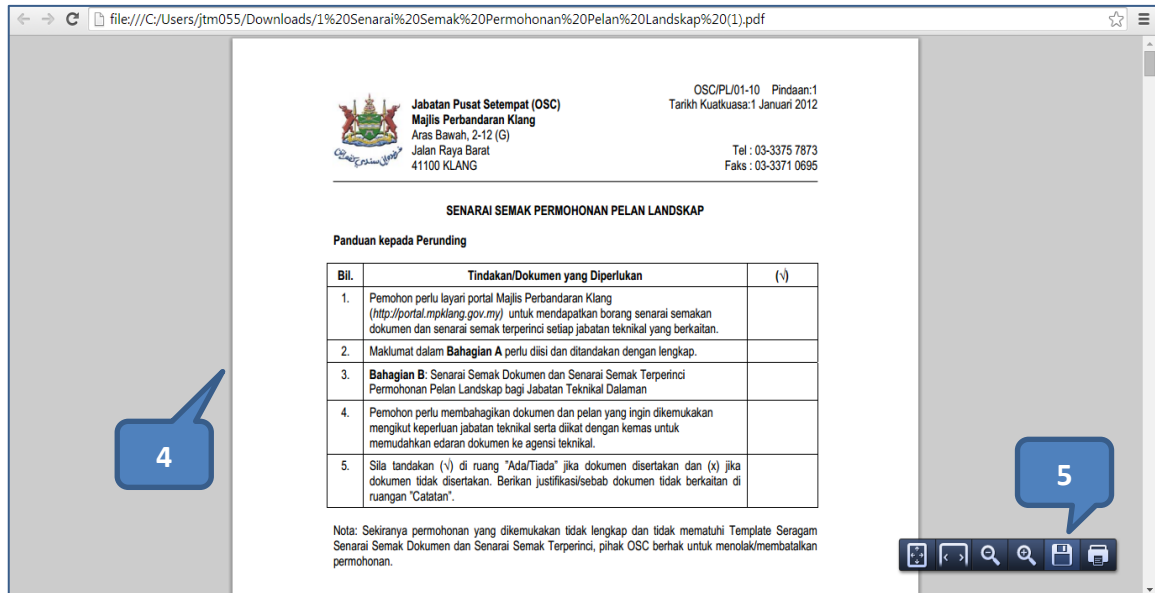 file:///C:/Users/jtm055/Downloads/1%20Senarai%20Semak%20Permohonan%20Pelan%20Landskap%20(1).pdf
OSC/PL/01-10 Pindaan:1
Jabatan Pusat Setempat (OSC) Tarikh Kuatkuasa:1 Januari 2012
Majlis Perbandaran Klang
Aras Bawah, 2-12 (G)
Jalan Raya Barat Tel : 03-3375 7873
41100 KLANG Faks : 03-3371 0695
SENARAI SEMAK PERMOHONAN PELAN LANDSKAP
Panduan kepada Perunding
Bil. Tindakan/Dokumen yang Diperlukan (√)
1. Pemohon perlu layari portal Majlis Perbandaran Klang
(http://portal.mpklang.gov.my) untuk mendapatkan borang senarai semakan
dokumen dan senarai semak terperinci setiap jabatan teknikal yang berkaitan.
2. Maklumat dalam Bahagian A perlu diisi dan ditandakan dengan lengkap.
3. Bahagian B: Senarai Semak Dokumen dan Senarai Semak Terperinci
Permohonan Pelan Landskap bagi Jabatan Teknikal Dalaman
4. Pemohon perlu membahagikan dokumen dan pelan yang ingin dikemukakan
mengikut keperluan jabatan teknikal serta diikat dengan kemas untuk
memudahkan edaran dokumen ke agensi teknikal.
5. Sila tandakan (√) di ruang "Ada/Tiada" jika dokumen disertakan dan (x) jika
dokumen tidak disertakan. Berikan justifikasi/sebab dokumen tidak berkaitan di
ruangan "Catatan".
4
5
Nota: Sekiranya permohonan yang dikemukakan tidak lengkap dan tidak mematuhi Template Seragam
Senarai Semak Dokumen dan Senarai Semak Terperinci, pihak OSC berhak untuk menolak/membatalkan
permohonan.